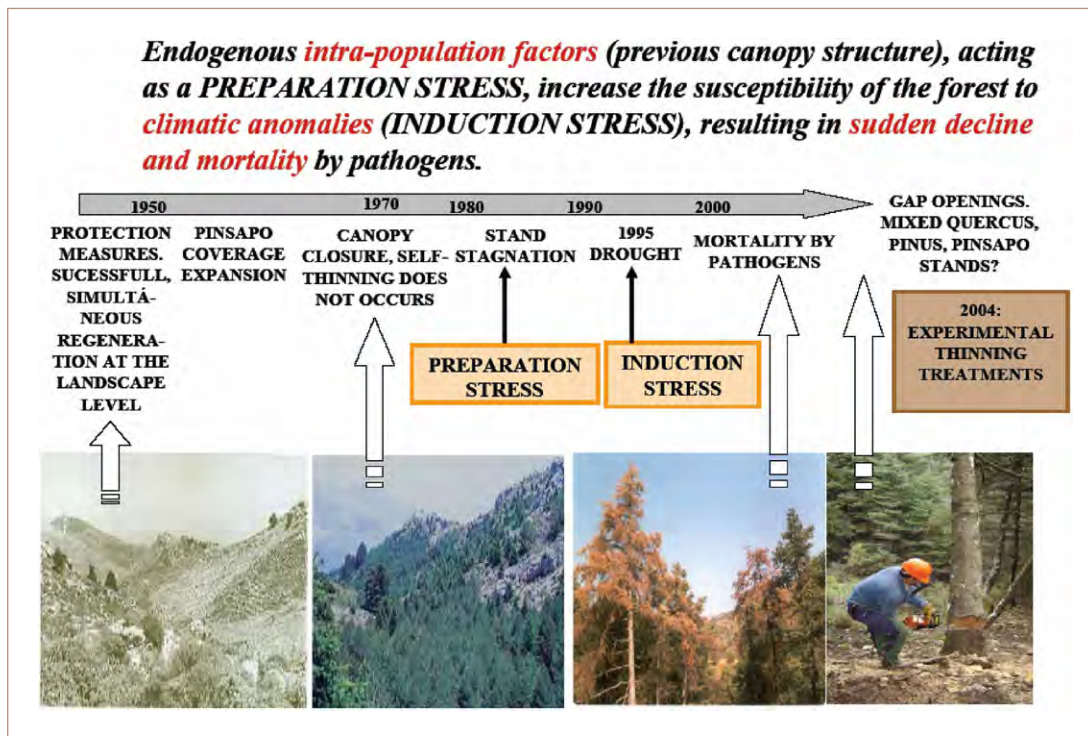 Endogenous intra-population factors (previous canopy structure), acting
as a PREPARATION STRESS, increase the susceptibility of the forest to
climatic anomalies (INDUCTION STRESS), resulting in sudden decline
and mortality by pathogens.
1950
1970
1980
1990
2000
PROTECTION
MEASURES.
SUCESSFULL,
SIMULTÁ-
NEOUS
REGENERA-
TION AT THE
LANDSCAPE
LEVEL
PINSAPO
COVERAGE
EXPANSION
CANOPY
CLOSURE, SELF-
THINNING DOES
NOT OCCURS
STAND
STAGNATION
1995
DROUGHT
MORTALITY BY
PATHOGENS
GAP OPENINGS.
MIXED QUERCUS,
PINUS, PINSAPO
STANDS?
PREPARATION
STRESS
INDUCTION
STRESS
2004:
EXPERIMENTAL
THINNING
TREATMENTS